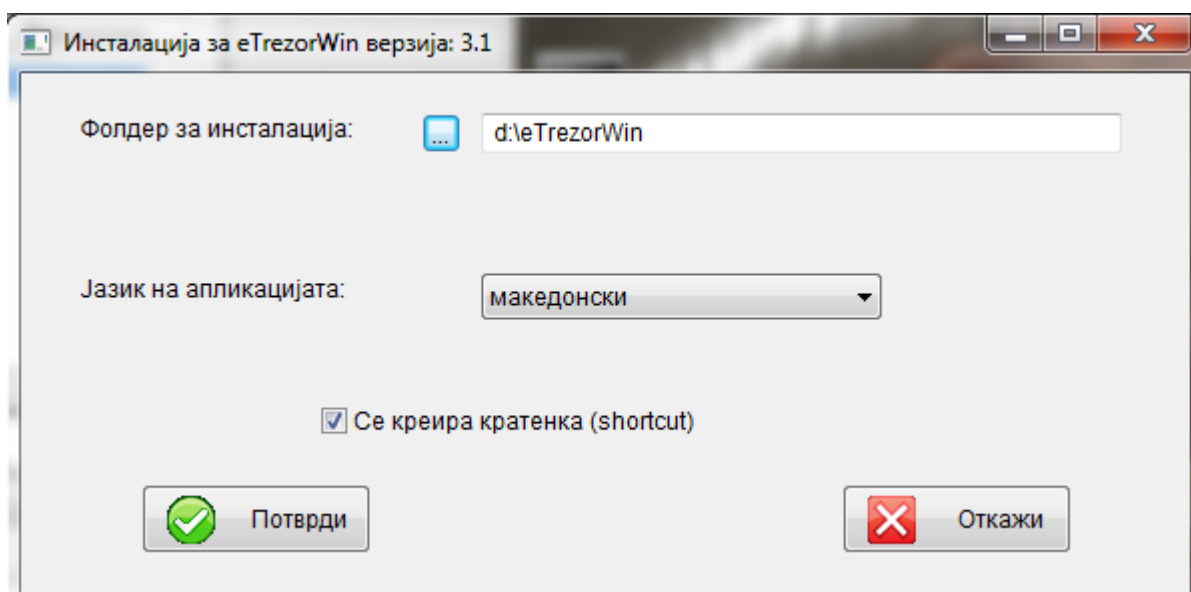 Инсталација за eTrezorWin верзија: 3.1
Фолдер за инсталација:
...
d:\eTrezorWin
Јазик на апликацијата:
македонски
Се креира кратенка (shortcut)
Потврди
Откажи